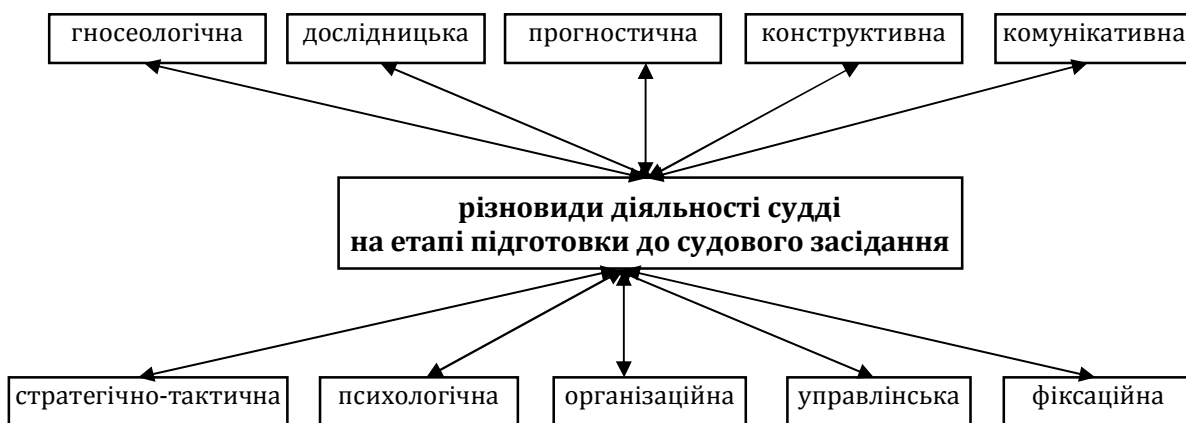 гносеологічна
дослідницька
прогностична
конструктивна
комунікативна
різновиди діяльності судді
на етапі підготовки до судового засідання
стратегічно-тактична
психологічна
організаційна
управлінська
фіксаційна